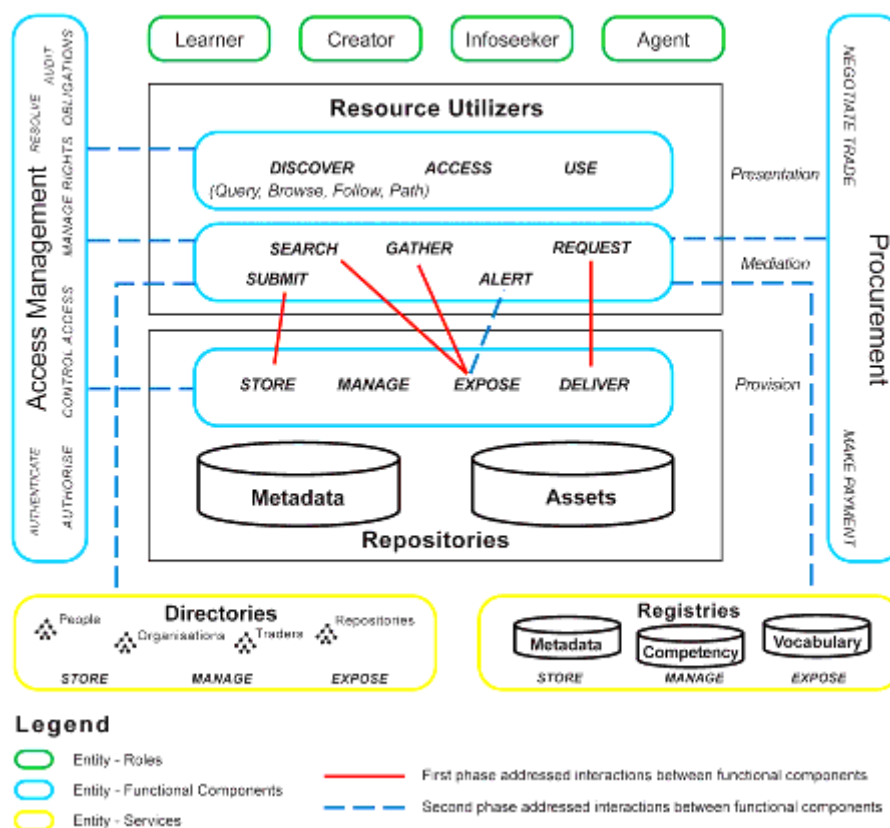 Learner
Creator
Infoseeker
Agent
Resource Utilizers
DISCOVER ACCESS USE
(Query, Browse, Follow, Path)
Presentation
SEARCH GATHER REQUEST
SUBMIT ALERT
Mediation
STORE MANAGE EXPOSE DELIVER
Provision
Metadata
Assets
Repositories
Access Management
AUTHENTICATE
AUTHORISE
CONTROL ACCESS
MANAGE RIGHTS
RESOLVE
AUDIT
OBLIGATIONS
Procurement
NEGOTIATE TRADE
MAKE PAYMENT
Directories
People
Organisations
Traders
Repositories
STORE MANAGE EXPOSE
Registries
Metadata
Competency
Vocabulary
STORE MANAGE EXPOSE
Legend
Entity - Roles
Entity - Functional Components
Entity - Services
First phase addressed interactions between functional components
Second phase addressed interactions between functional components